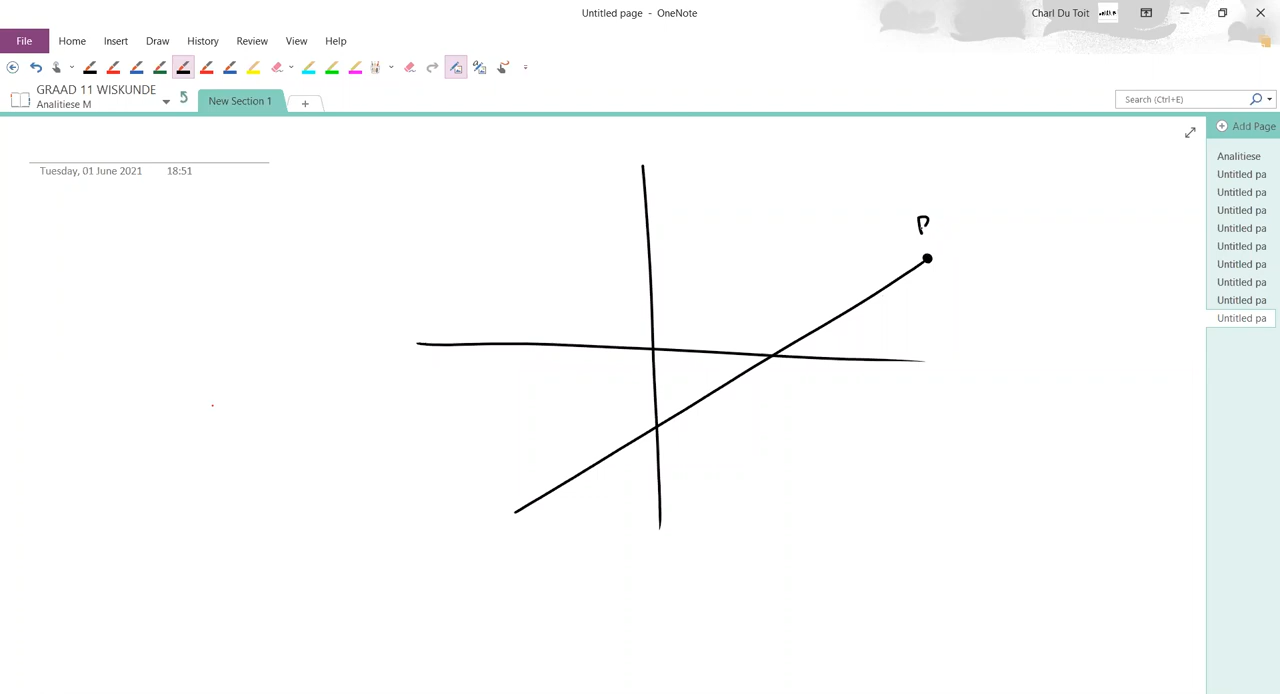 Untitled page - OneNote
Charl Du Toit
File Home Insert Draw History Review View Help
GRAAD 11 WISKUNDE
Analitiese M
New Section 1
+
Search (Ctrl+E)
Add Page
Tuesday, 01 June 2021 18:51
P
Analitiese
Untitled pa
Untitled pa
Untitled pa
Untitled pa
Untitled pa
Untitled pa
Untitled pa
Untitled pa
Untitled pa